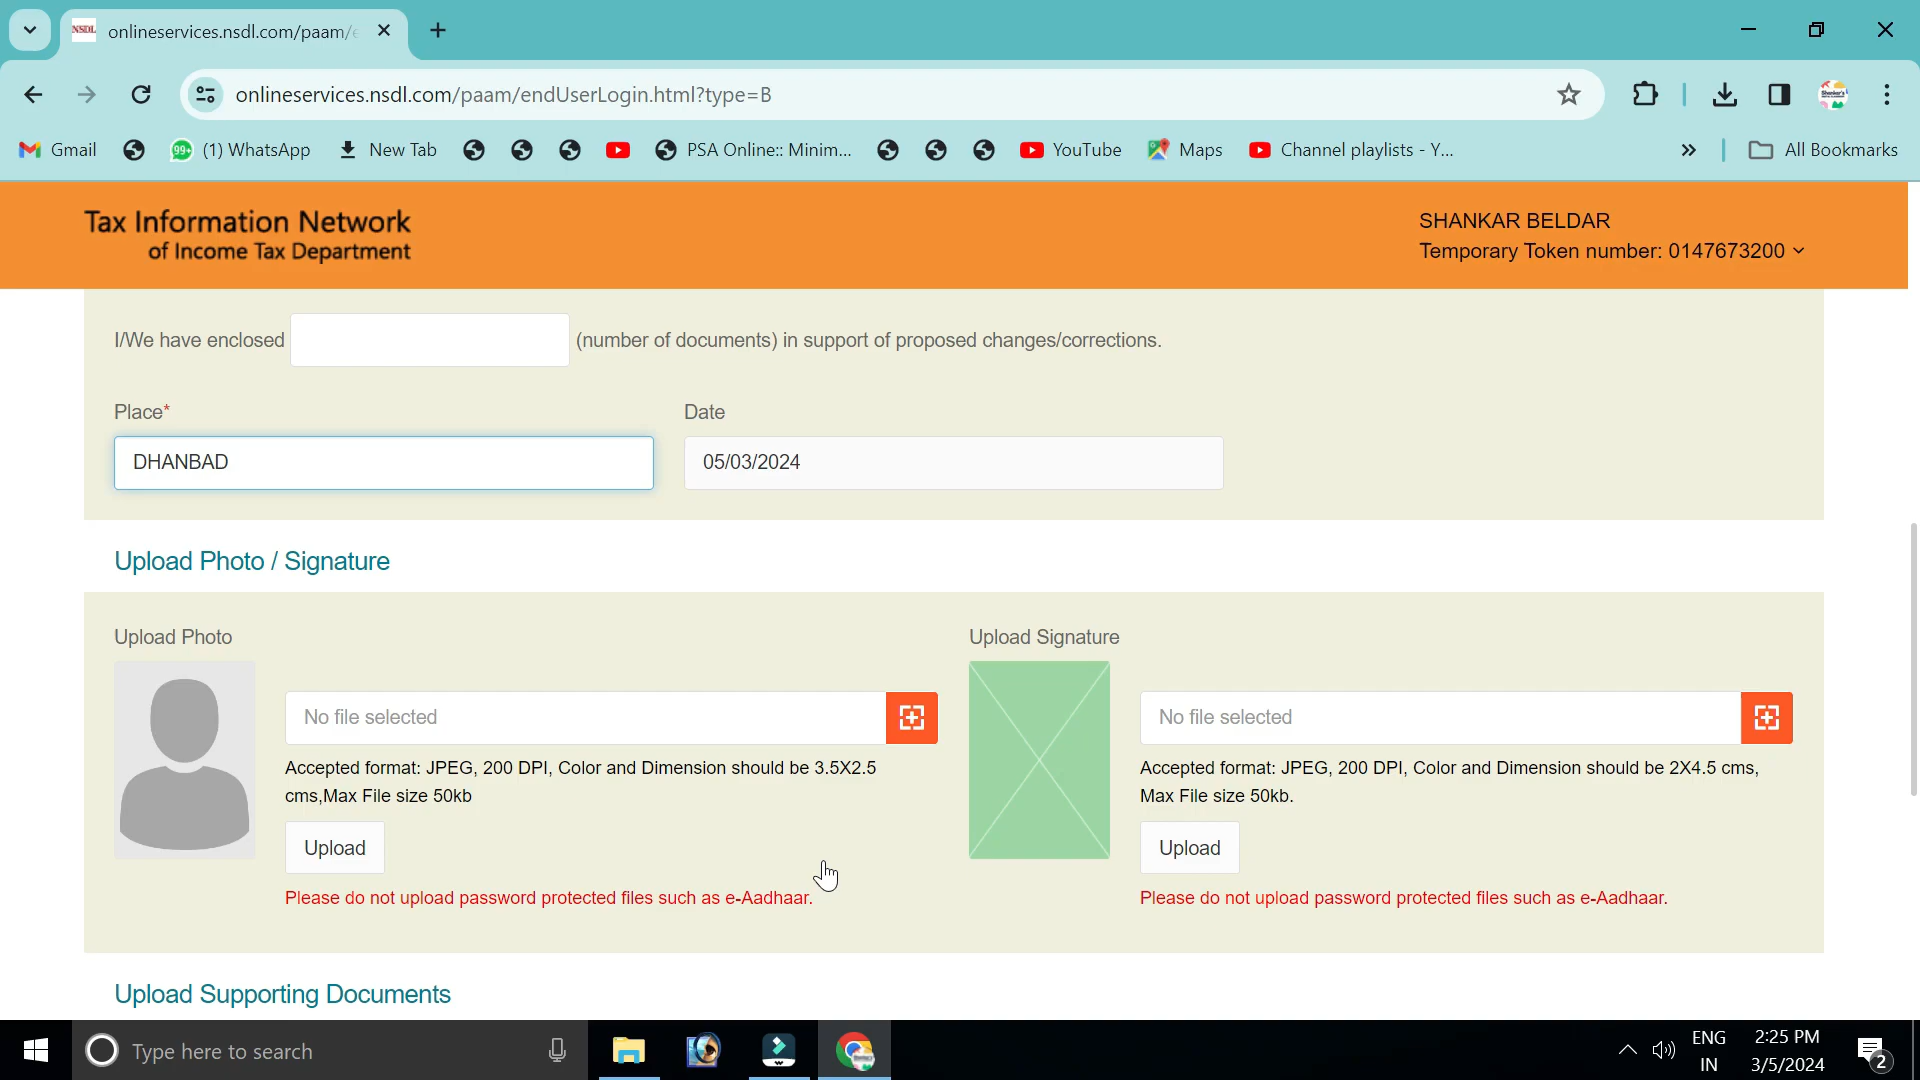 NSDL
onlineservices.nsdl.com/paam/e
onlineservices.nsdl.com/paam/endUserLogin.html?type=B
Gmail
99+
(1) WhatsApp
New Tab
PSA Online:: Minim...
YouTube
Maps
Channel playlists - Y...
All Bookmarks
Tax Information Network
of Income Tax Department
SHANKAR BELDAR
Temporary Token number: 0147673200
I/We have enclosed (number of documents) in support of proposed changes/corrections.
Place*
Date
DHANBAD
05/03/2024
Upload Photo / Signature
Upload Photo
Upload Signature
No file selected
No file selected
Accepted format: JPEG, 200 DPI, Color and Dimension should be 3.5X2.5
cms,Max File size 50kb
Accepted format: JPEG, 200 DPI, Color and Dimension should be 2X4.5 cms,
Max File size 50kb.
Upload
Upload
Please do not upload password protected files such as e-Aadhaar.
Please do not upload password protected files such as e-Aadhaar.
Upload Supporting Documents
Type here to search
ENG
IN
2:25 PM
3/5/2024
2